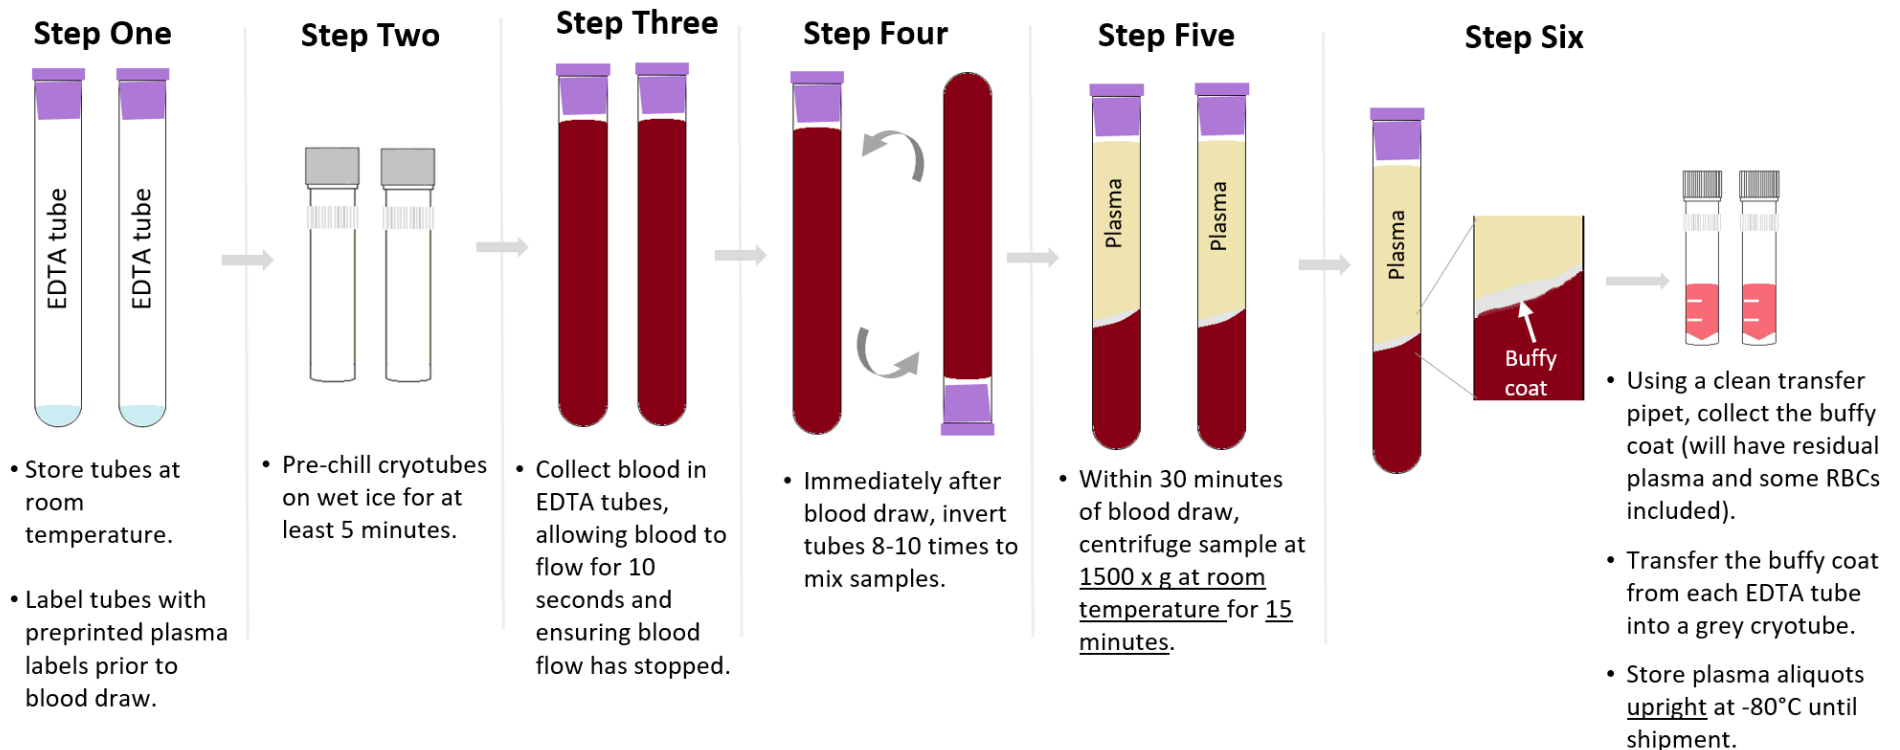 Step One
EDTA tube
EDTA tube
• Store tubes at
room
temperature.
• Label tubes with
preprinted plasma
labels prior to
blood draw.
Step Two
• Pre-chill cryotubes
on wet ice for at
least 5 minutes.
Step Three
• Collect blood in
EDTA tubes,
allowing blood to
flow for 10
seconds and
ensuring blood
flow has stopped.
Step Four
• Immediately after
blood draw, invert
tubes 8-10 times to
mix samples.
Step Five
Plasma
Plasma
• Within 30 minutes
of blood draw,
centrifuge sample at
1500 x g at room
temperature for 15
minutes.
Step Six
Plasma
Buffy
coat
• Using a clean transfer
pipet, collect the buffy
coat (will have residual
plasma and some RBCs
included).
• Transfer the buffy coat
from each EDTA tube
into a grey cryotube.
• Store plasma aliquots
upright at -80°C until
shipment.